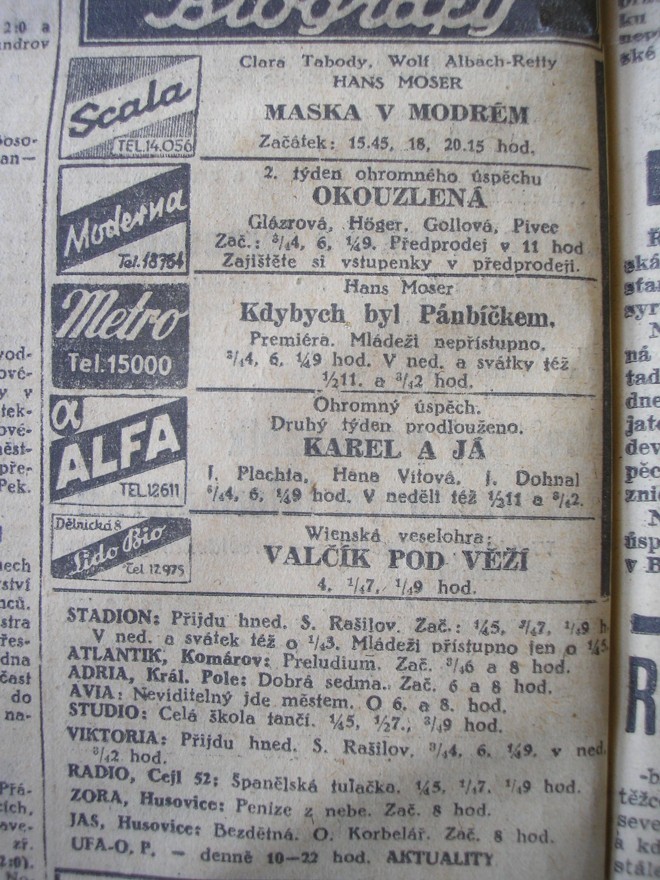 2:0 a
ndrov
Biografy
Scala
TEL.14.056
Clara Tabody, Wolf Albach-Retty
HANS MOSER
MASKA V MODRÉM
Začátek: 15.45, 18, 20.15 hod.
Moderna
2. týden ohromného úspěchu
OKOUZLENÁ
Glázrová, Höger, Gollová, Pivec
Zač.: ¾4, 6, ¼9. Předprodej v 11 hod
Zajištěte si vstupenky v předprodeji.
Metro
Tel.15000
Hans Moser
Kdybych byl Pánbíčkem,
Premiéra. Mládeži nepřístupno.
¾4, 6, ¼9 hod. V ned. a svátky též
½11. a ¾2 hod.
α
ALFA
TEL.12611
Ohromný úspěch.
Druhý týden prodlouženo.
KAREL A JÁ
J. Plachta, Hana Vítová, J. Dohnal
hod. V neděli též ½11 a ¾2.
Dělnická 8
Lido Bio
Tel 12.975
Wienská veselohra:
VALČÍK POD VĚŽÍ
4, ¼7, ¼9 hod.
STADION: Přijdu hned. S. Rašilov. Zač.: ¼5, ¾7, ¼9 h
V ned. a svátek též o ¼3. Mládeži přístupno jen o ¼5
ATLANTIK, Komárov: Preludium. Zač. ¾6 a 8 hod.
ADRIA, Král. Pole: Dobrá sedma. Zač. 6 a 8 hod.
AVIA: Neviditelný jde městem. O 6. a 8. hod.
STUDIO: Celá škola tančí. ¼5, ½7., ¾9 hod.
VIKTORIA: Přijdu hned. S. Rašilov. ¾4, 6. ¼9. v ned.
¾2 hod.
RADIO, Cejl 52: Španělská tulačka. ¼5, ¼7, ¼9 hod.
ZORA, Husovice: Peníze z nebe. Zač. 8 hod.
JAS, Husovice: Bezdětná. O. Korbelář. Zač. 8 hod.
UFA-O. P. — denně 10—22 hod. AKTUALITY